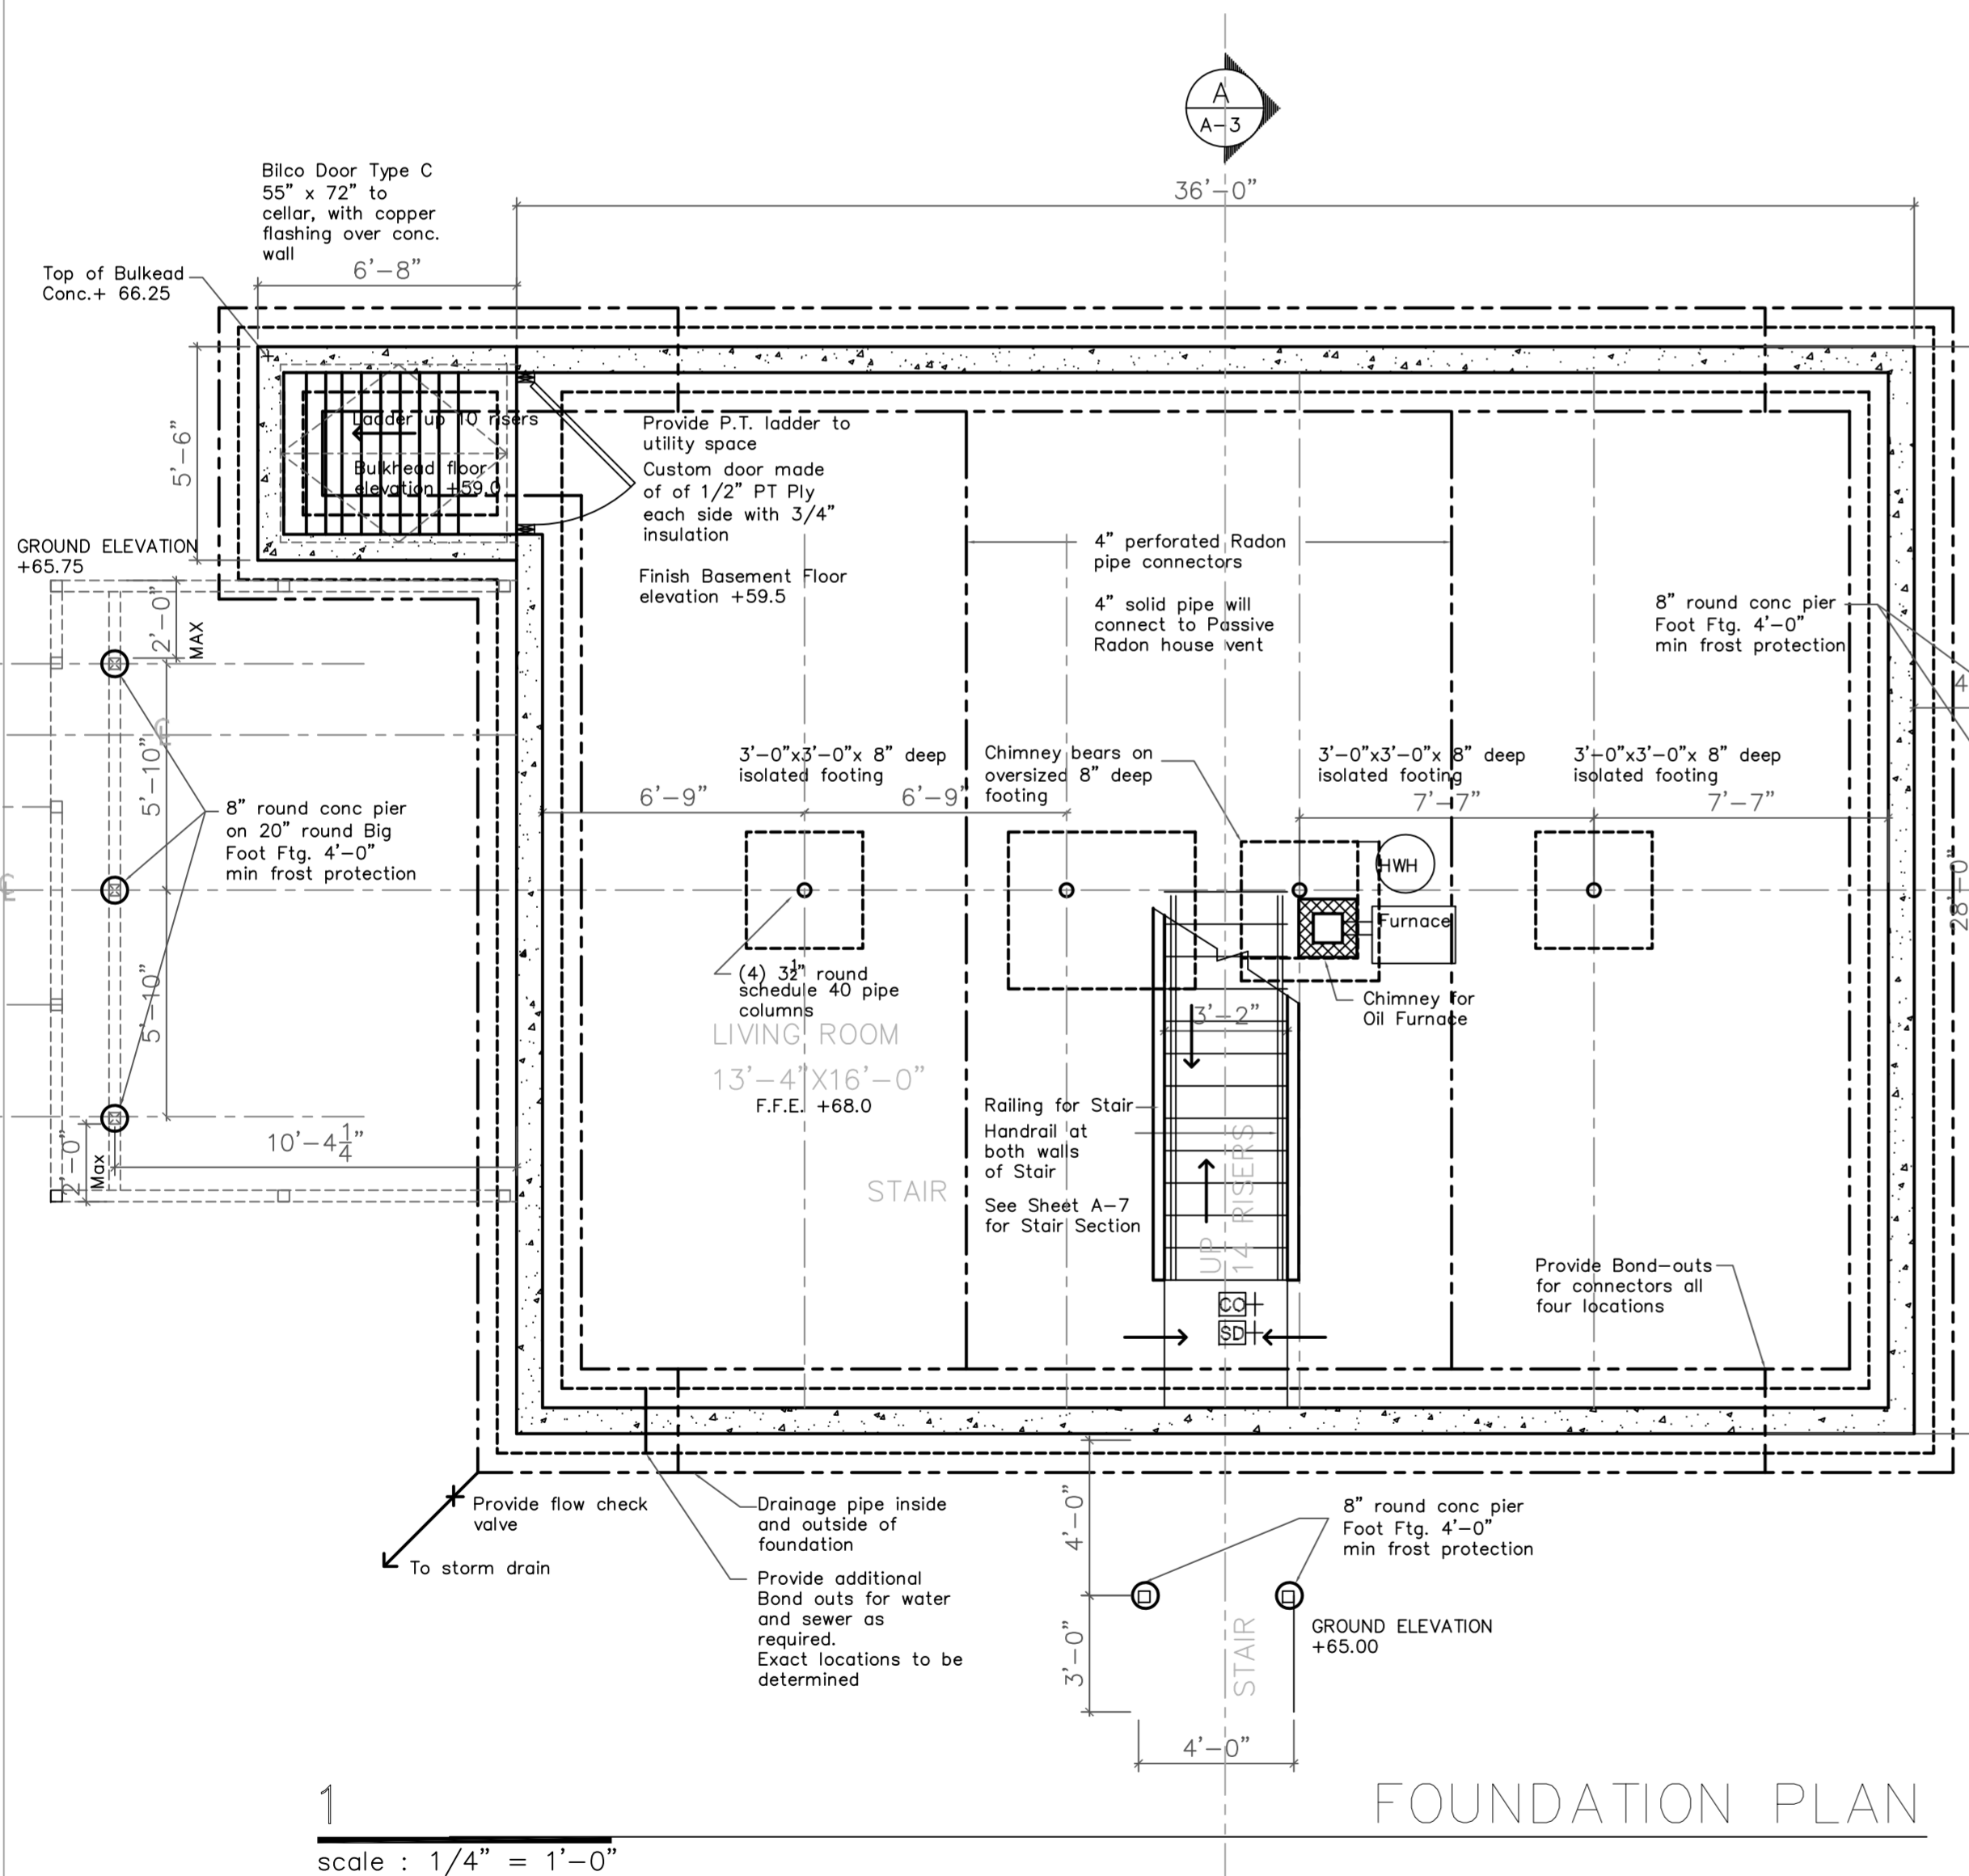 A
A-3
36'-0"
Bilco Door Type C
55" x 72" to
cellar, with copper
flashing over conc.
wall
6'-8"
Top of Bulkead
Conc.+ 66.25
5'-6"
Ladder up 10 risers
Bulkhead floor
elevation +59.0
Provide P.T. ladder to
utility space
Custom door made
of of 1/2" PT Ply
each side with 3/4"
insulation
Finish Basement Floor
elevation +59.5
4" perforated Radon
pipe connectors
4" solid pipe will
connect to Passive
Radon house vent
8" round conc pier
Foot Ftg. 4'-0"
min frost protection
4
GROUND ELEVATION
+65.75
2'-0"
MAX
5'-10"
5'-10"
2'-0"
Max
10'-4 1/4"
8" round conc pier
on 20" round Big
Foot Ftg. 4'-0"
min frost protection
3'-0"x3'-0"x 8" deep
isolated footing
Chimney bears on
oversized 8" deep
footing
3'-0"x3'-0"x 8" deep
isolated footing
3'-0"x3'-0"x 8" deep
isolated footing
6'-9"
6'-9"
7'-7"
7'-7"
28'-0"
HWH
Furnace
(4) 3 1/2" round
schedule 40 pipe
columns
LIVING ROOM
13'-4"X16'-0"
F.F.E. +68.0
STAIR
3'-2"
Chimney for
Oil Furnace
Railing for Stair
Handrail at
both walls
of Stair
See Sheet A-7
for Stair Section
UP
14 RISERS
CO
SD
Provide Bond-outs
for connectors all
four locations
Provide flow check
valve
To storm drain
Drainage pipe inside
and outside of
foundation
Provide additional
Bond outs for water
and sewer as
required.
Exact locations to be
determined
4'-0"
3'-0"
8" round conc pier
Foot Ftg. 4'-0"
min frost protection
STAIR
GROUND ELEVATION
+65.00
4'-0"
1
FOUNDATION PLAN
scale : 1/4" = 1'-0"